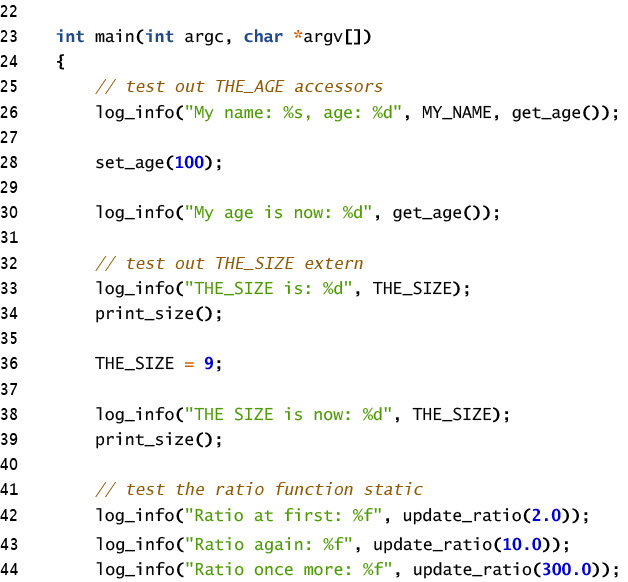 22
23 int main(int argc, char *argv[])
24 {
25 // test out THE_AGE accessors
26 log_info("My name: %s, age: %d", MY_NAME, get_age());
27
28 set_age(100);
29
30 log_info("My age is now: %d", get_age());
31
32 // test out THE_SIZE extern
33 log_info("THE_SIZE is: %d", THE_SIZE);
34 print_size();
35
36 THE_SIZE = 9;
37
38 log_info("THE SIZE is now: %d", THE_SIZE);
39 print_size();
40
41 // test the ratio function static
42 log_info("Ratio at first: %f", update_ratio(2.0));
43 log_info("Ratio again: %f", update_ratio(10.0));
44 log_info("Ratio once more: %f", update_ratio(300.0));